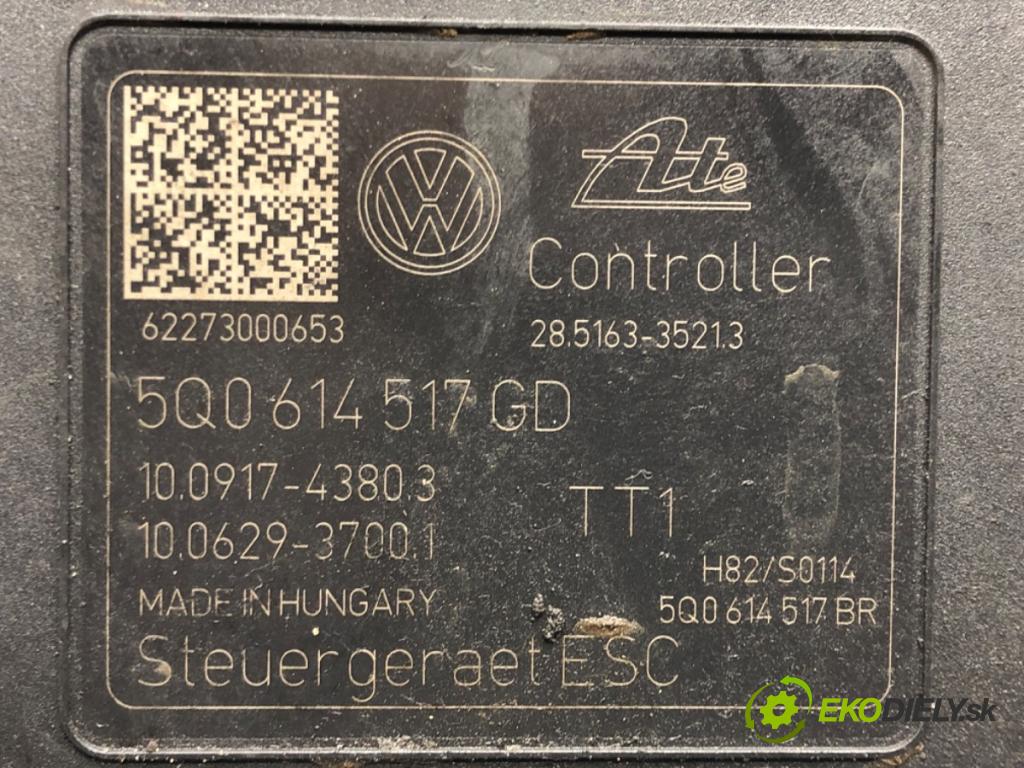 VW
Ate
Controller
62273000653
28.5163-3521.3
5Q0 614 517 GD
10.0917-4380.3
TT1
10.0629-3700.1
H82/S0114
MADE IN HUNGARY
5Q0 614 517 BR
Steuergeraet ESC
EKODIELY.sk